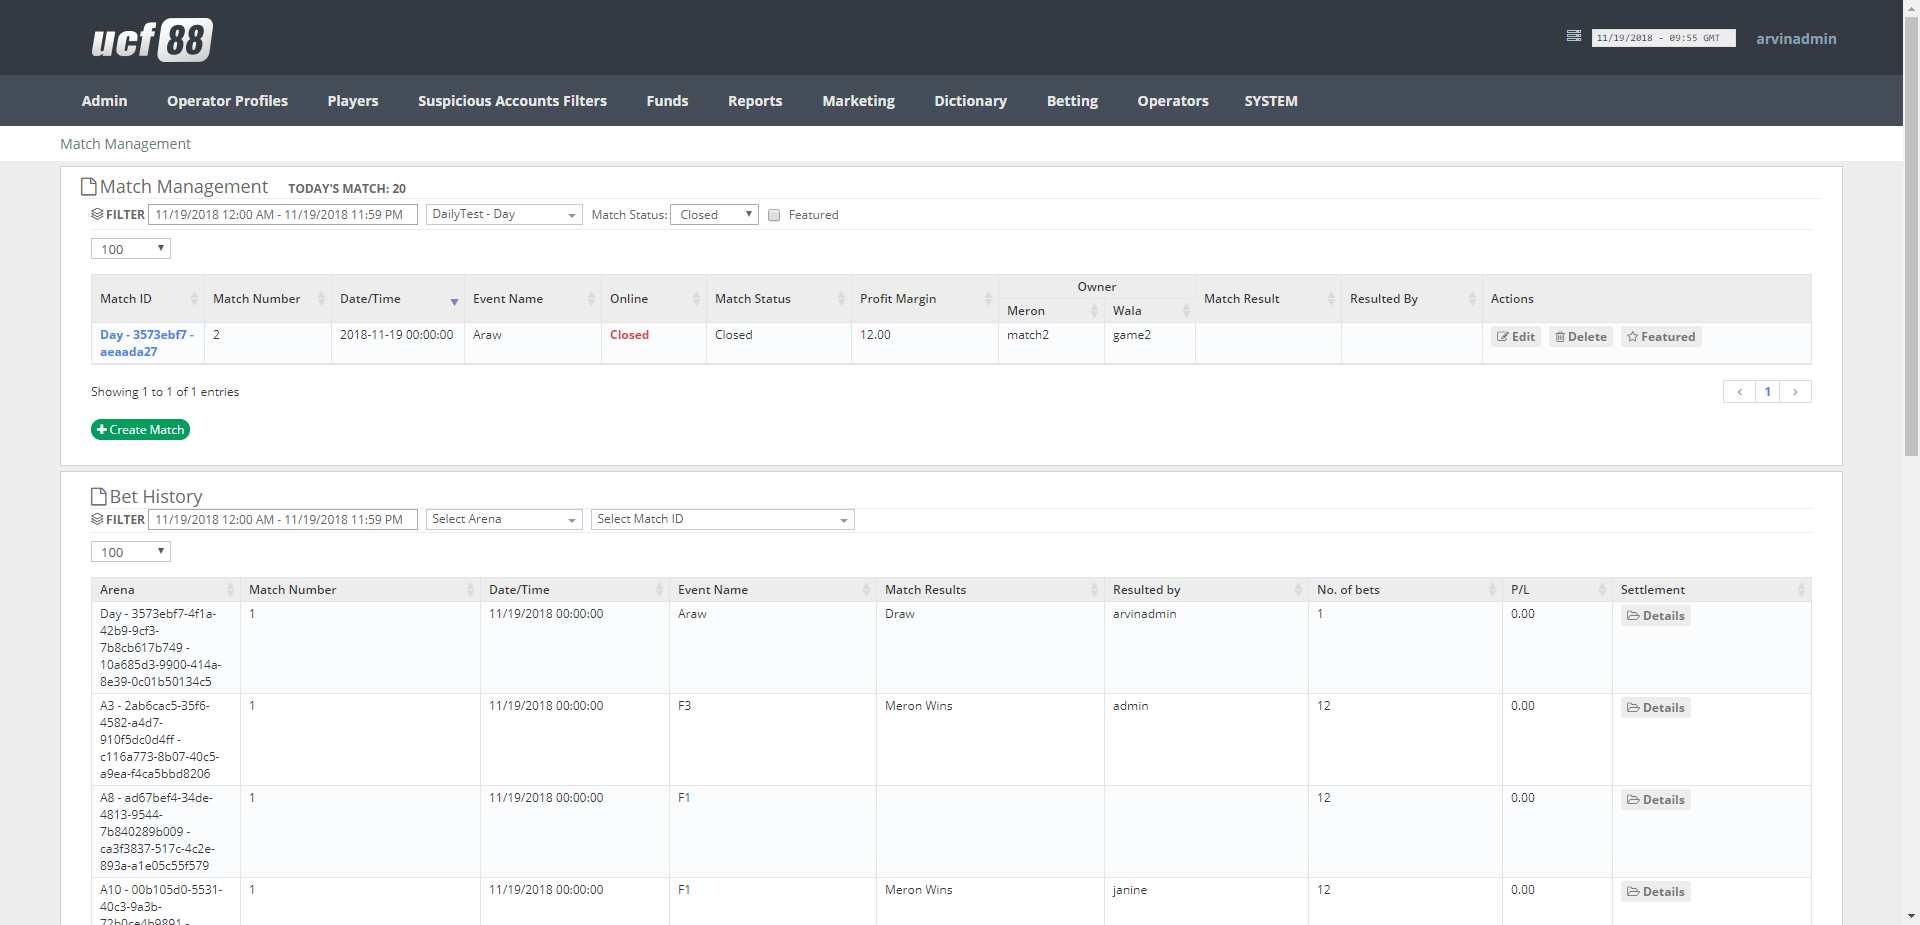 ucf 88
11/19/2018 - 09:55 GMT
arvinadmin
Admin Operator Profiles Players Suspicious Accounts Filters Funds Reports Marketing Dictionary Betting Operators SYSTEM
Match Management
Match Management TODAY'S MATCH: 20
FILTER 11/19/2018 12:00 AM - 11/19/2018 11:59 PM DailyTest - Day Match Status: Closed Featured
100
Owner
Match ID Match Number Date/Time Event Name Online Match Status Profit Margin Match Result Resulted By Actions
Meron Wala
Day - 3573ebf7 - 2 2018-11-19 00:00:00 Araw Closed Closed 12.00 match2 game2 Edit Delete Featured
aeaada27
Showing 1 to 1 of 1 entries
< 1 >
Create Match
Bet History
FILTER 11/19/2018 12:00 AM - 11/19/2018 11:59 PM Select Arena Select Match ID
100
Arena Match Number Date/Time Event Name Match Results Resulted by No. of bets P/L Settlement
Day - 3573ebf7-4f1a- 1 11/19/2018 00:00:00 Araw Draw arvinadmin 1 0.00 Details
42b9-9cf3-
7b8cb617b749 -
10a685d3-9900-414a-
8e39-0c01b50134c5
A3 - 2ab6cac5-35f6- 1 11/19/2018 00:00:00 F3 Meron Wins admin 12 0.00 Details
4582-a4d7-
910f5dc0d4ff -
c116a773-8b07-40c5-
a9ea-f4ca5bbd8206
A8 - ad67bef4-34de- 1 11/19/2018 00:00:00 F1 12 0.00 Details
4813-9544-
7b840289b009 -
ca3f3837-517c-4c2e-
893a-a1e05c55f579
A10 - 00b105d0-5531- 1 11/19/2018 00:00:00 F1 Meron Wins janine 12 0.00 Details
40c3-9a3b-
72b0ce4b9891 -